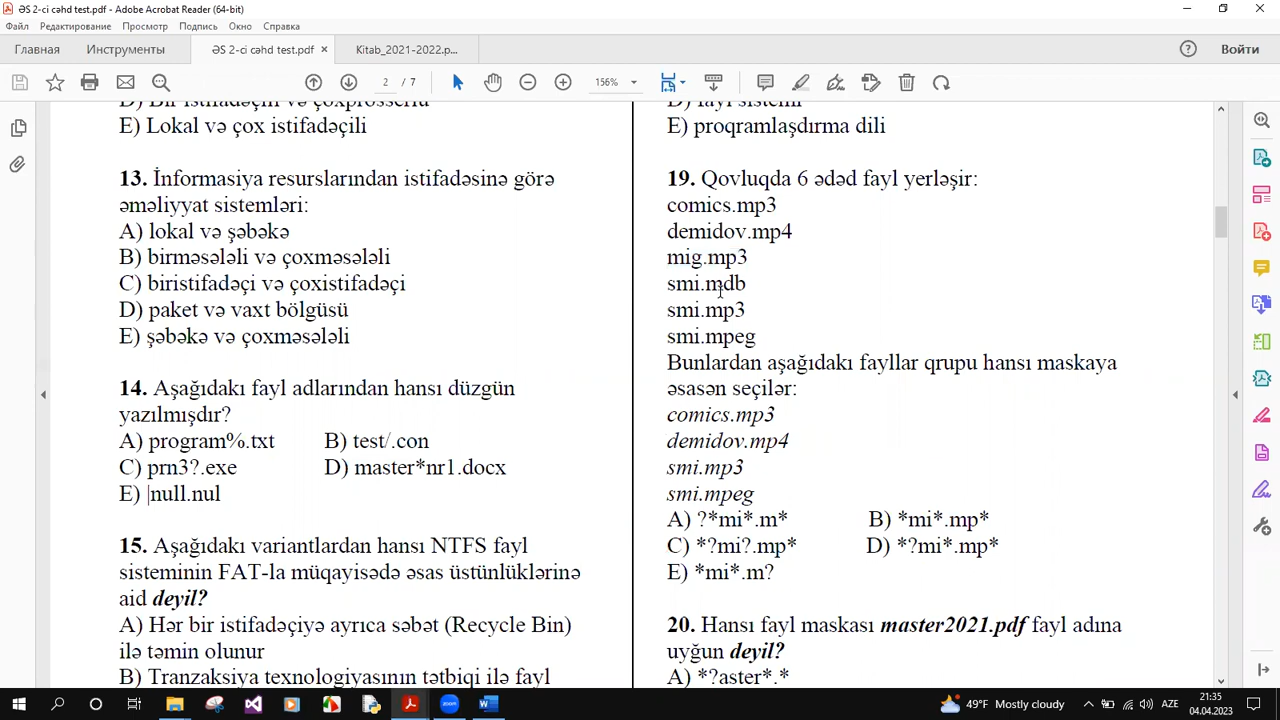 ƏS 2-ci cəhd test.pdf - Adobe Acrobat Reader (64-bit)
Файл Редактирование Просмотр Подпись Окно Справка
Главная Инструменты ƏS 2-ci cəhd test.pdf × Kitab_2021-2022.p... Войти
2 / 7 156%
D) Bir istifadəçili və çoxprosserlu
E) Lokal və çox istifadəçili
13. İnformasiya resurslarından istifadəsinə görə
əməliyyat sistemləri:
A) lokal və şəbəkə
B) birməsələli və çoxməsələli
C) biristifadəçi və çoxistifadəçi
D) paket və vaxt bölgüsü
E) şəbəkə və çoxməsələli
14. Aşağıdakı fayl adlarından hansı düzgün
yazılmışdır?
A) program%.txt B) test/.con
C) prn3?.exe D) master*nr1.docx
E) |null.nul
15. Aşağıdakı variantlardan hansı NTFS fayl
sisteminin FAT-la müqayisədə əsas üstünlüklərinə
aid deyil?
A) Hər bir istifadəçiyə ayrıca səbət (Recycle Bin)
ilə təmin olunur
B) Tranzaksiya texnologiyasının tətbiqi ilə fayl
D) fayl sistemi
E) proqramlaşdırma dili
19. Qovluqda 6 ədəd fayl yerləşir:
comics.mp3
demidov.mp4
mig.mp3
smi.mdb
smi.mp3
smi.mpeg
Bunlardan aşağıdakı fayllar qrupu hansı maskaya
əsasən seçilər:
comics.mp3
demidov.mp4
smi.mp3
smi.mpeg
A) ?*mi*.m* B) *mi*.mp*
C) *?mi?.mp* D) *?mi*.mp*
E) *mi*.m?
20. Hansı fayl maskası master2021.pdf fayl adına
uyğun deyil?
A) *?aster*.*
49°F Mostly cloudy AZE 21:35
04.04.2023